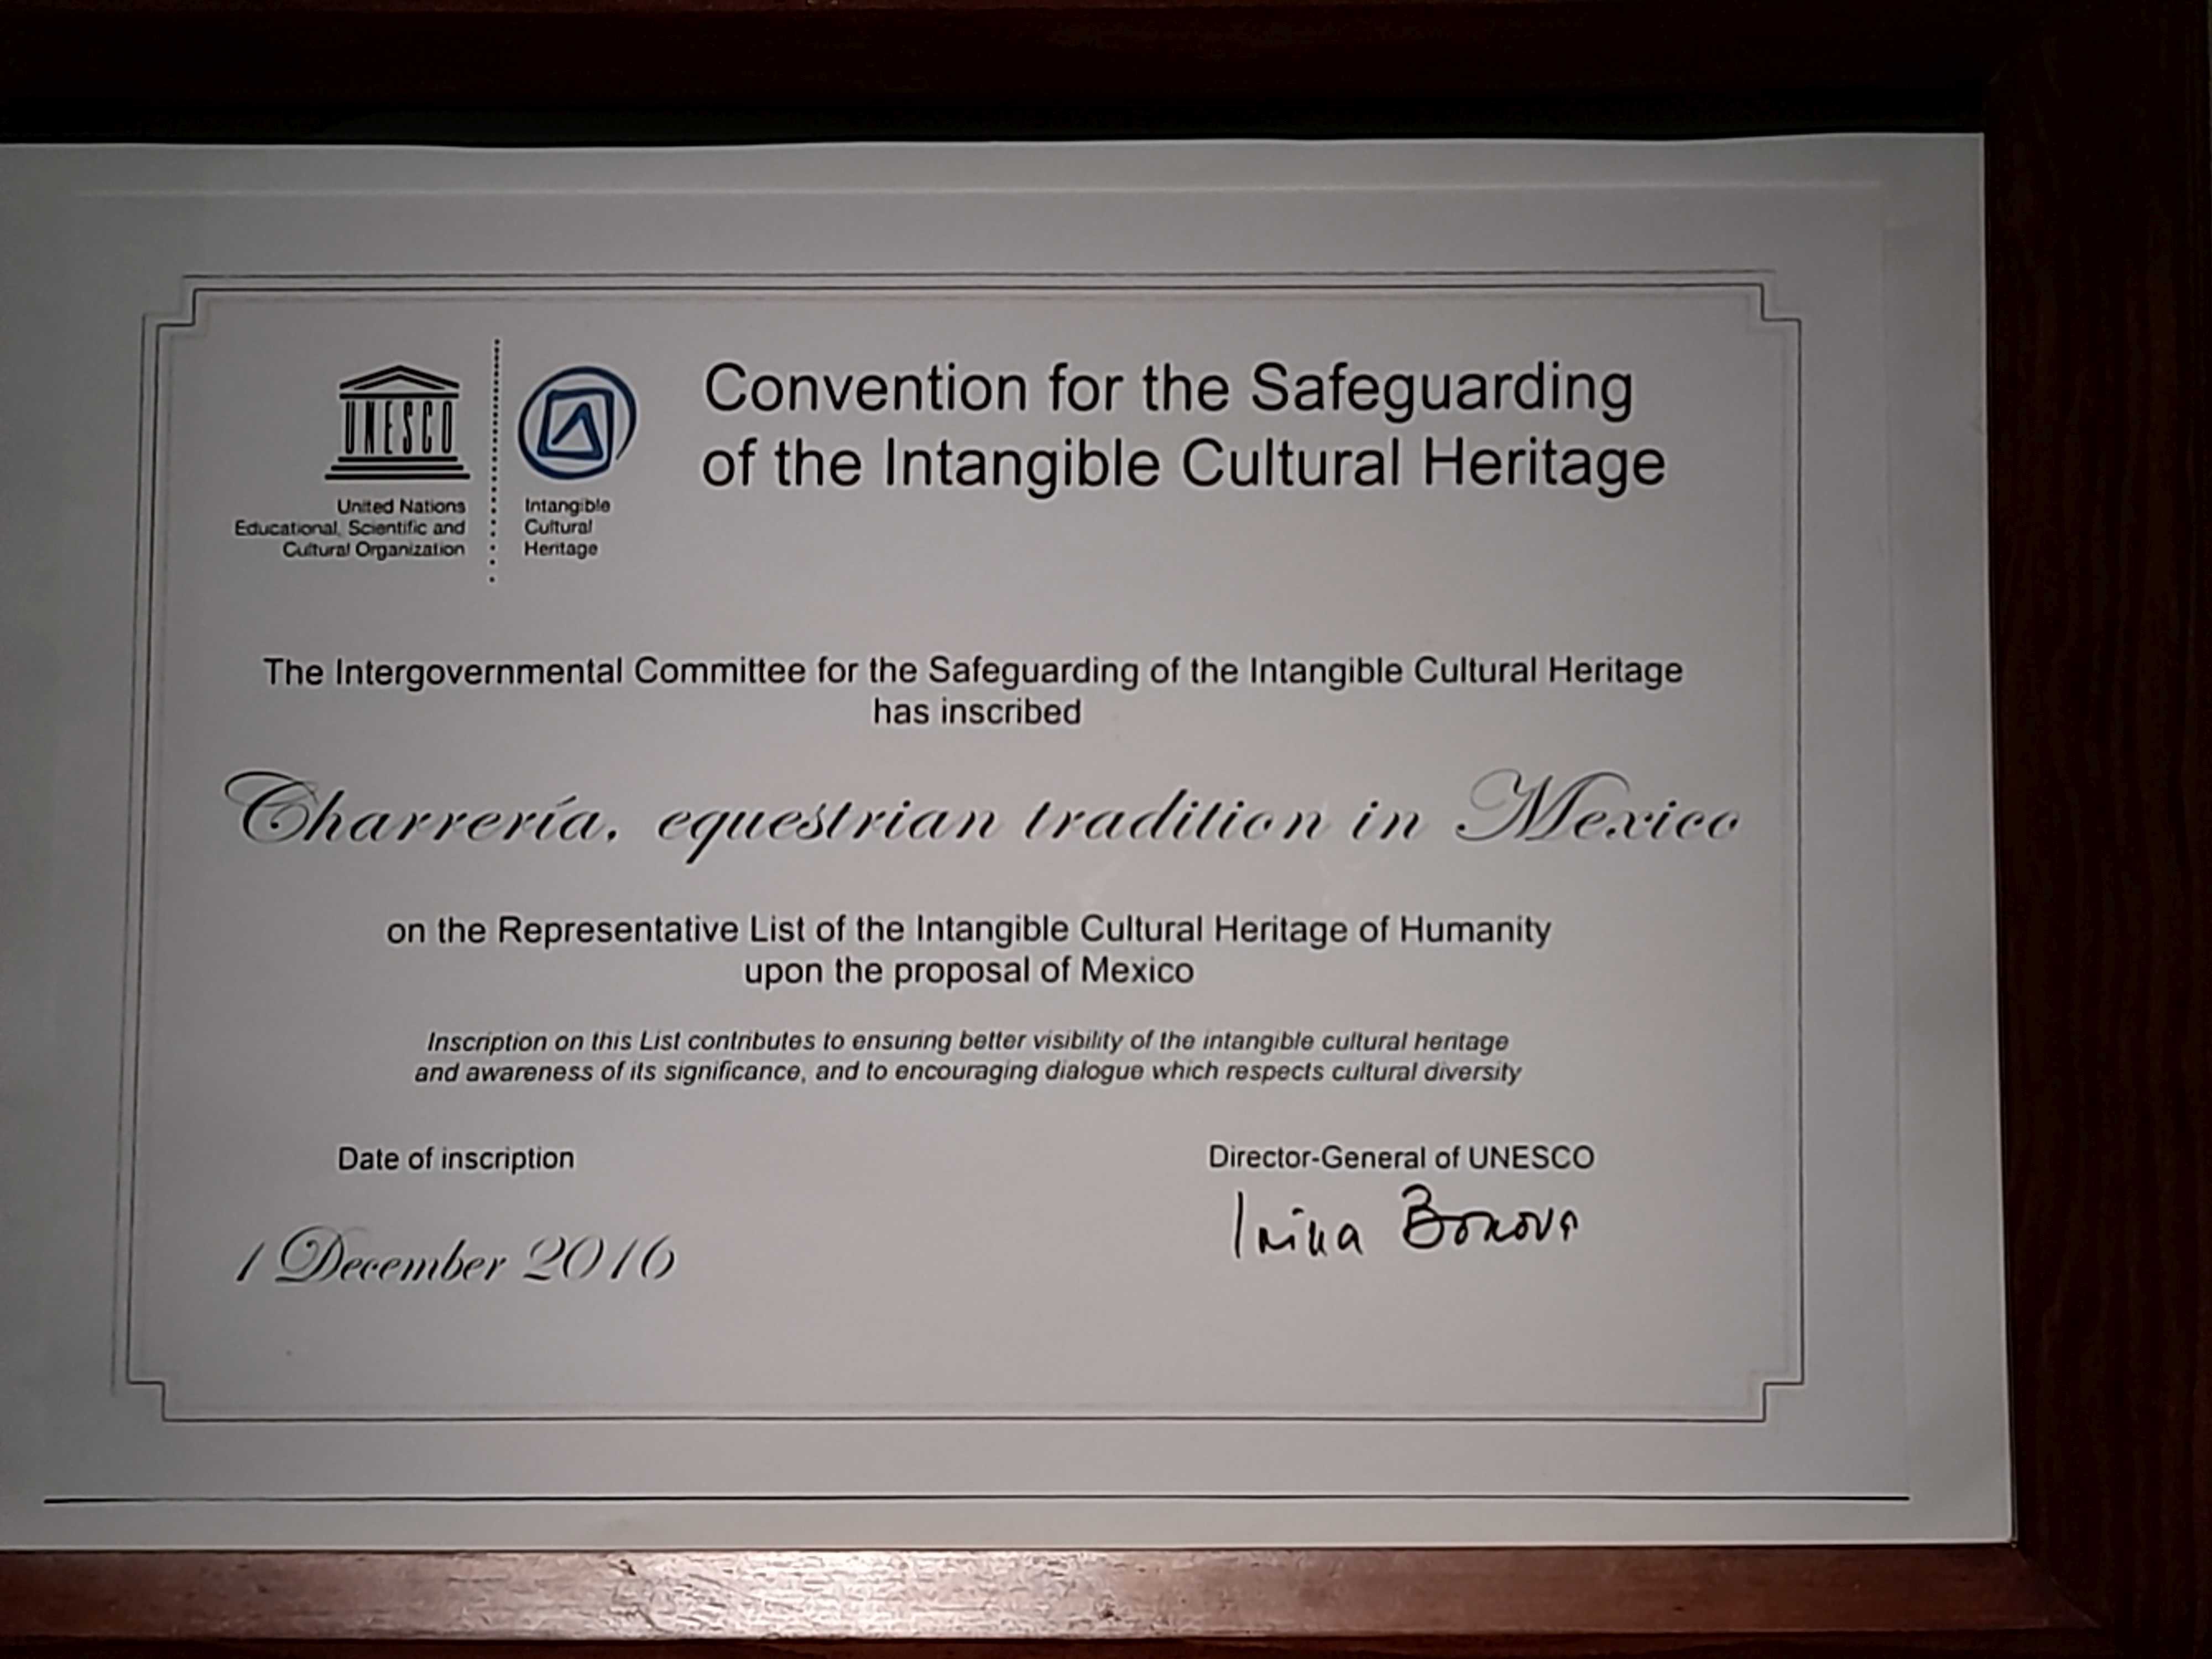 UNESCO
United Nations
Educational, Scientific and
Cultural Organization
Intangible
Cultural
Heritage
Convention for the Safeguarding
of the Intangible Cultural Heritage
The Intergovernmental Committee for the Safeguarding of the Intangible Cultural Heritage
has inscribed
Charrería, equestrian tradition in Mexico
on the Representative List of the Intangible Cultural Heritage of Humanity
upon the proposal of Mexico
Inscription on this List contributes to ensuring better visibility of the intangible cultural heritage
and awareness of its significance, and to encouraging dialogue which respects cultural diversity
Date of inscription
1 December 2016
Director-General of UNESCO
Irina Bokova